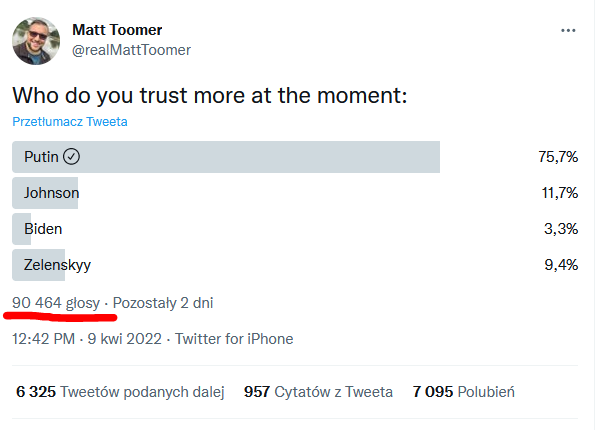 Matt Toomer
@realMattToomer
Who do you trust more at the moment:
Przetłumacz Tweeta
Putin 75,7%
Johnson 11,7%
Biden 3,3%
Zelenskyy 9,4%
90 464 głosy · Pozostały 2 dni
12:42 PM · 9 kwi 2022 · Twitter for iPhone
6 325 Tweetów podanych dalej 957 Cytatów z Tweeta 7 095 Polubień